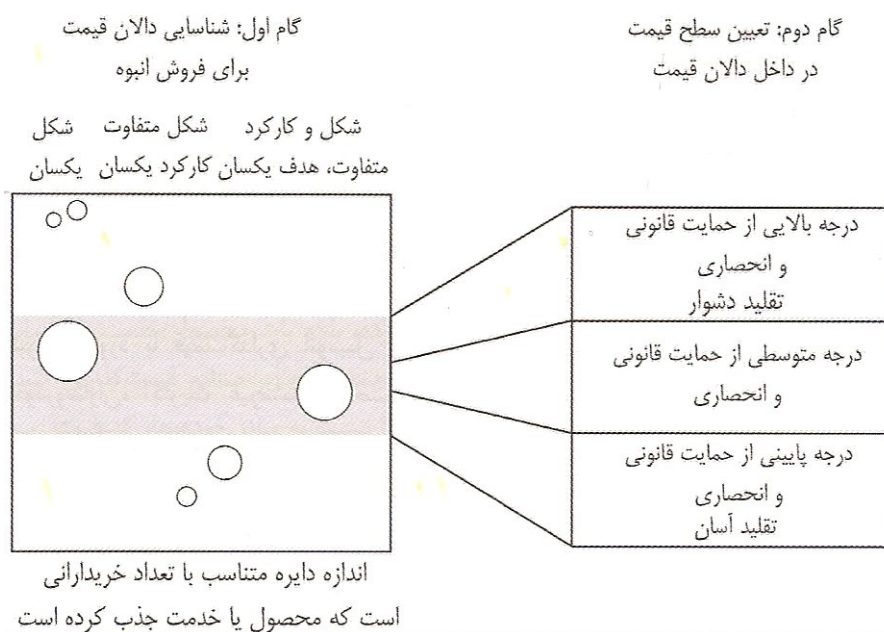 گام اول: شناسایی دالان قیمت
برای فروش انبوه
گام دوم: تعیین سطح قیمت
در داخل دالان قیمت
شکل و کارکرد
متفاوت، هدف یکسان
شکل متفاوت
کارکرد یکسان
شکل
یکسان
درجه بالایی از حمایت قانونی
و
انحصاری
تقلید دشوار
درجه متوسطی از حمایت قانونی
و انحصاری
درجه پایینی از حمایت قانونی
و
انحصاری
تقلید آسان
اندازه دایره متناسب با تعداد خریدارانی
است که محصول یا خدمت جذب کرده است